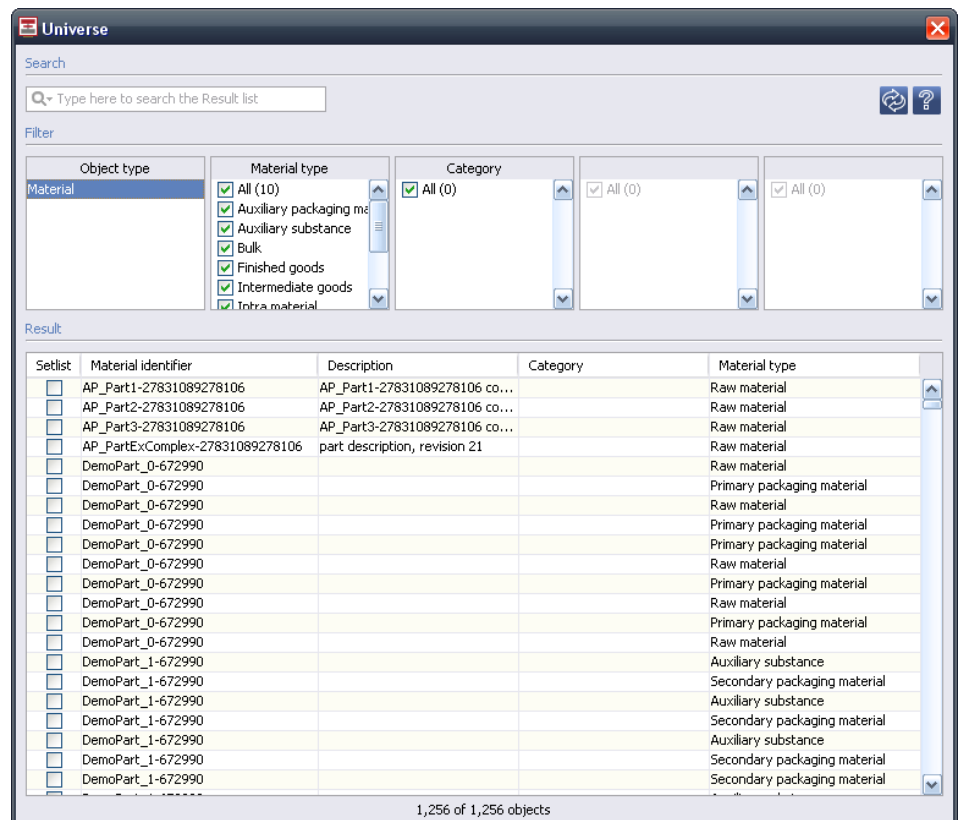 Universe
Search
Type here to search the Result list
Filter
Object type Material type Category
Material All (10) All (0) All (0) All (0)
Auxiliary packaging ma
Auxiliary substance
Bulk
Finished goods
Intermediate goods
Intra material
Result
Setlist Material identifier Description Category Material type
AP_Part1-27831089278106 AP_Part1-27831089278106 co... Raw material
AP_Part2-27831089278106 AP_Part2-27831089278106 co... Raw material
AP_Part3-27831089278106 AP_Part3-27831089278106 co... Raw material
AP_PartExComplex-27831089278106 part description, revision 21 Raw material
DemoPart_0-672990 Raw material
DemoPart_0-672990 Primary packaging material
DemoPart_0-672990 Raw material
DemoPart_0-672990 Primary packaging material
DemoPart_0-672990 Primary packaging material
DemoPart_0-672990 Raw material
DemoPart_0-672990 Primary packaging material
DemoPart_0-672990 Raw material
DemoPart_0-672990 Primary packaging material
DemoPart_0-672990 Raw material
DemoPart_1-672990 Auxiliary substance
DemoPart_1-672990 Secondary packaging material
DemoPart_1-672990 Auxiliary substance
DemoPart_1-672990 Secondary packaging material
DemoPart_1-672990 Auxiliary substance
DemoPart_1-672990 Secondary packaging material
DemoPart_1-672990 Secondary packaging material
1,256 of 1,256 objects